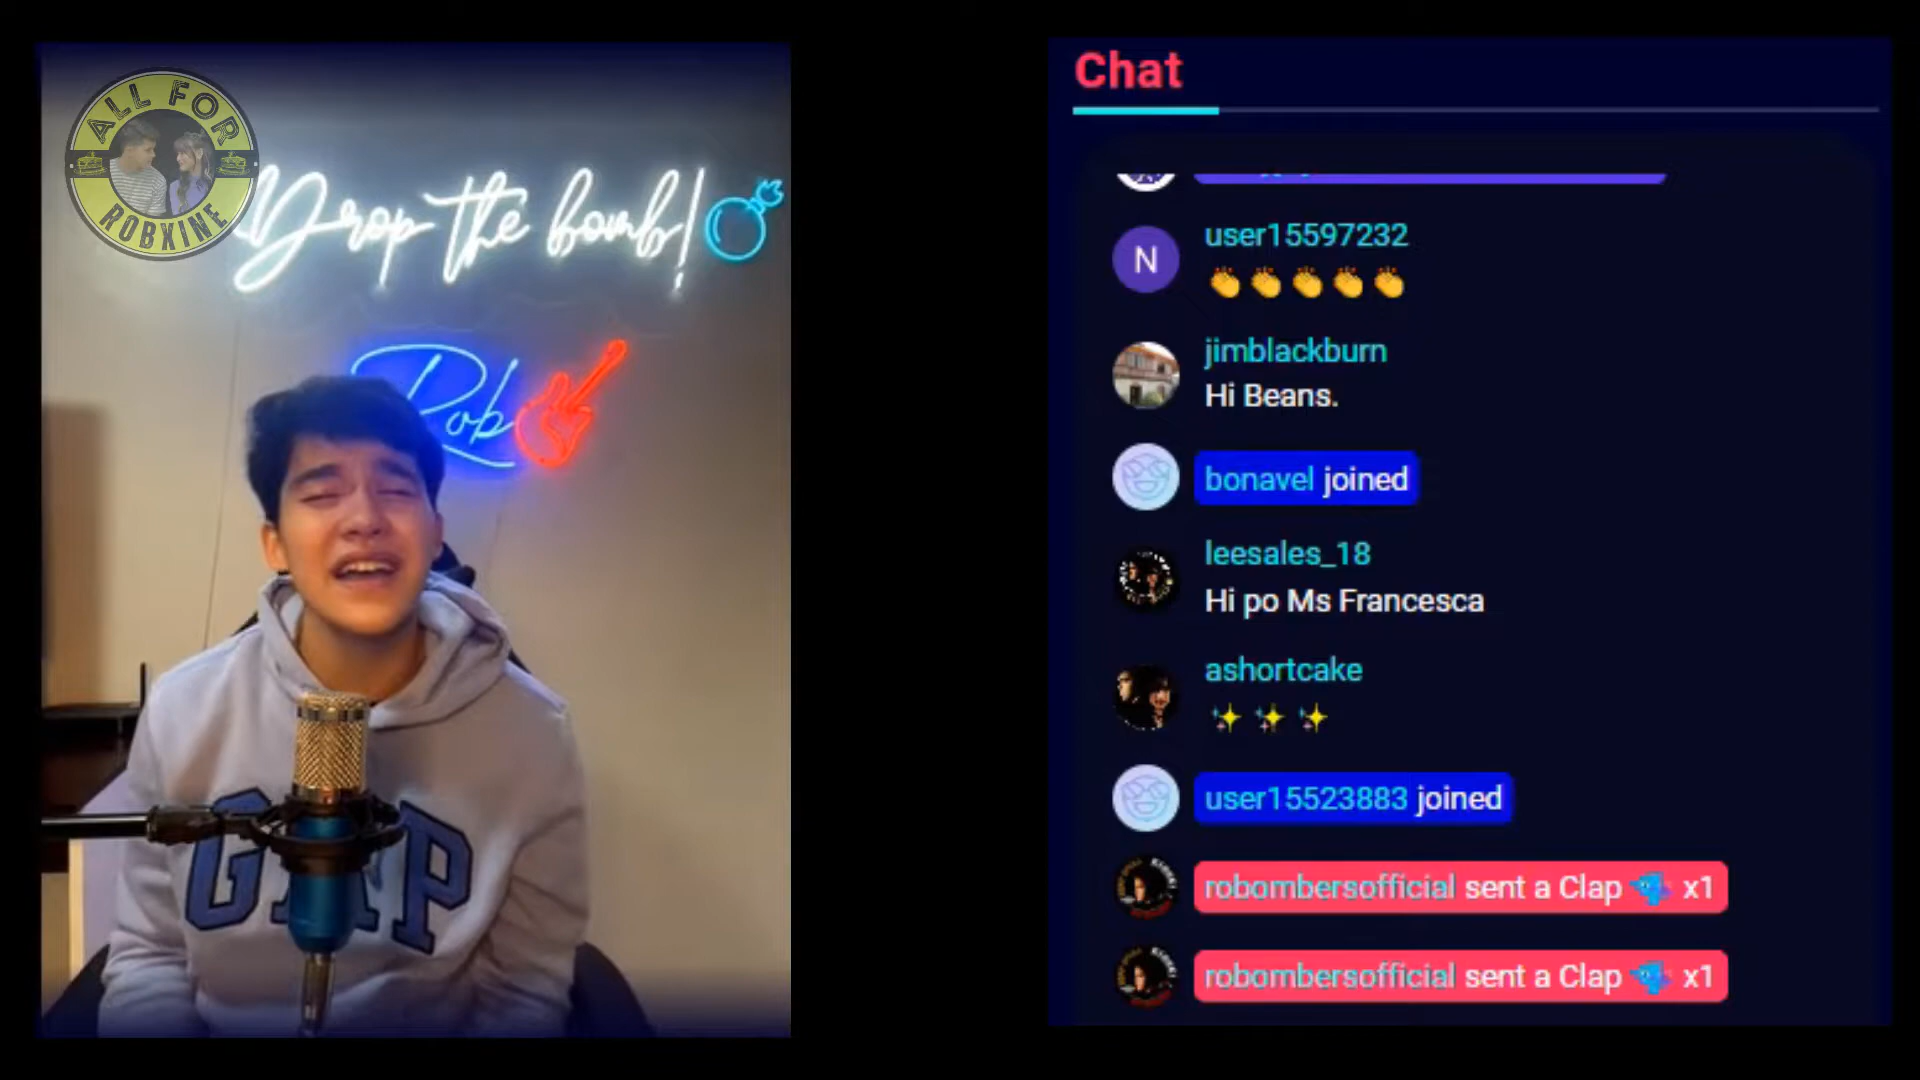 ALL FOR
ROBXINE
Drop the bomb!
Rob
GAP
Chat
N
user15597232
👏👏👏👏👏
jimblackburn
Hi Beans.
bonavel joined
leesales_18
Hi po Ms Francesca
ashortcake
✨✨✨
user15523883 joined
robombersofficial sent a Clap x1
robombersofficial sent a Clap x1